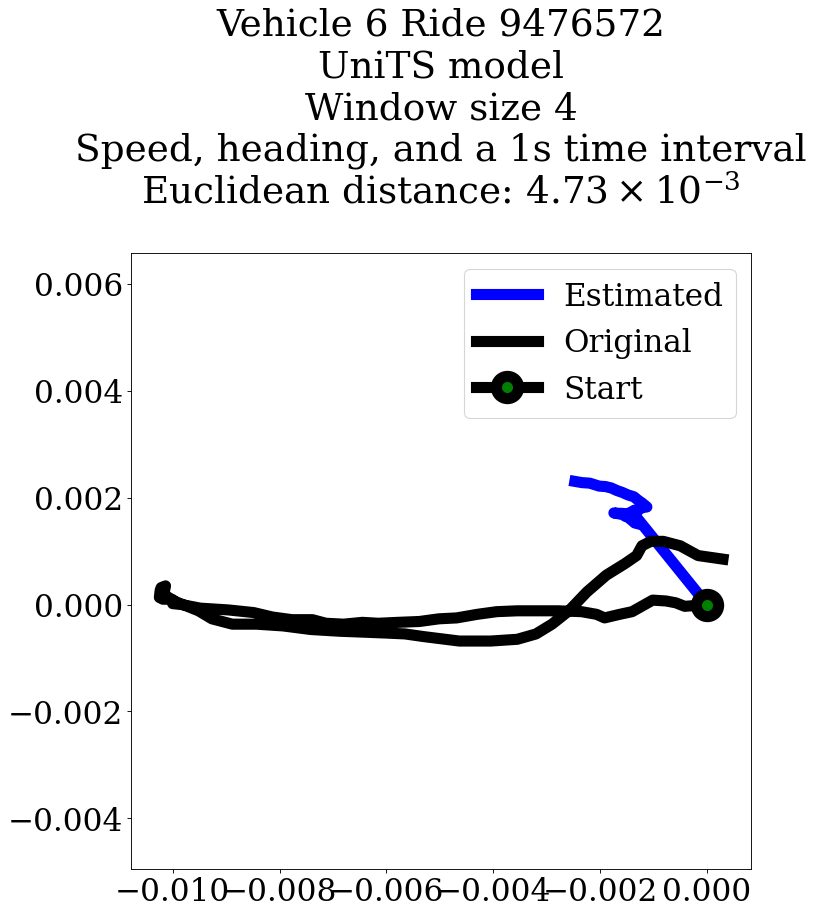 Vehicle 6 Ride 9476572
UniTS model
Window size 4
Speed, heading, and a 1s time interval
Euclidean distance: 4.73 × 10⁻³
Estimated
Original
Start
0.006
0.004
0.002
0.000
−0.002
−0.004
−0.010 −0.008 −0.006 −0.004 −0.002 0.000